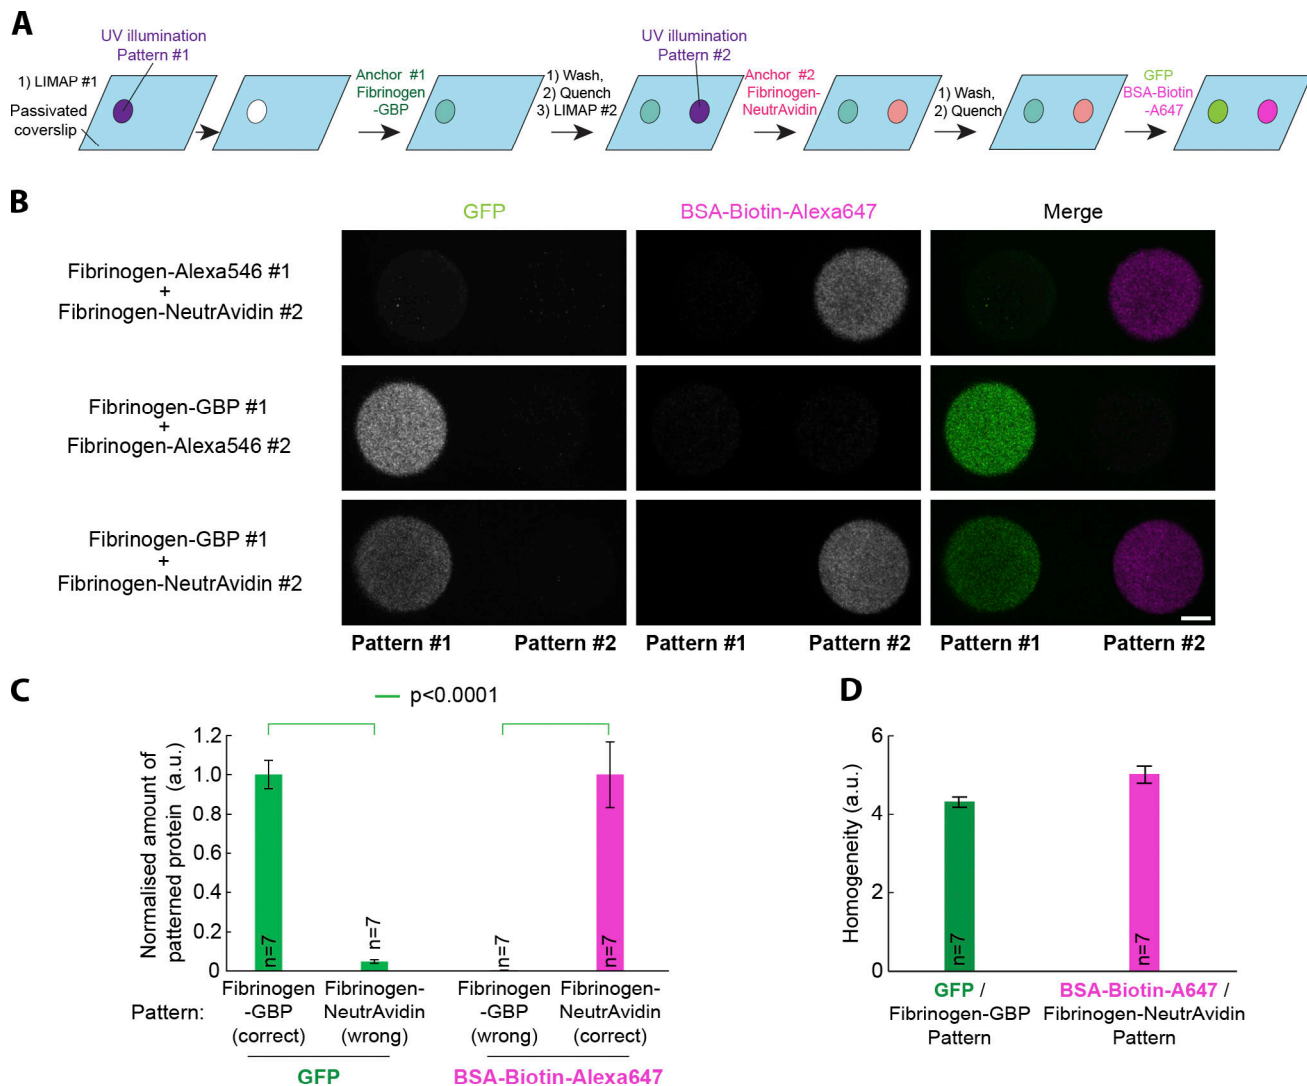 A
UV illumination
Pattern #1
1) LIMAP #1
Passivated
coverslip
Anchor #1
Fibrinogen
-GBP
1) Wash,
2) Quench
3) LIMAP #2
UV illumination
Pattern #2
Anchor #2
Fibrinogen-
NeutrAvidin
1) Wash,
2) Quench
GFP
BSA-Biotin
-A647
B
GFP
BSA-Biotin-Alexa647
Merge
Fibrinogen-Alexa546 #1
+
Fibrinogen-NeutrAvidin #2
Fibrinogen-GBP #1
+
Fibrinogen-Alexa546 #2
Fibrinogen-GBP #1
+
Fibrinogen-NeutrAvidin #2
Pattern #1 Pattern #2 Pattern #1 Pattern #2 Pattern #1 Pattern #2
C
p<0.0001
Normalised amount of
patterned protein (a.u.)
1.2
1.0
0.8
0.6
0.4
0.2
0
n=7
n=7
n=7
n=7
Pattern:
Fibrinogen
-GBP
(correct)
Fibrinogen-
NeutrAvidin
(wrong)
Fibrinogen
-GBP
(wrong)
Fibrinogen-
NeutrAvidin
(correct)
GFP
BSA-Biotin-Alexa647
D
Homogeneity (a.u.)
6
4
2
0
n=7
n=7
GFP /
Fibrinogen-GBP
Pattern
BSA-Biotin-A647 /
Fibrinogen-NeutrAvidin
Pattern